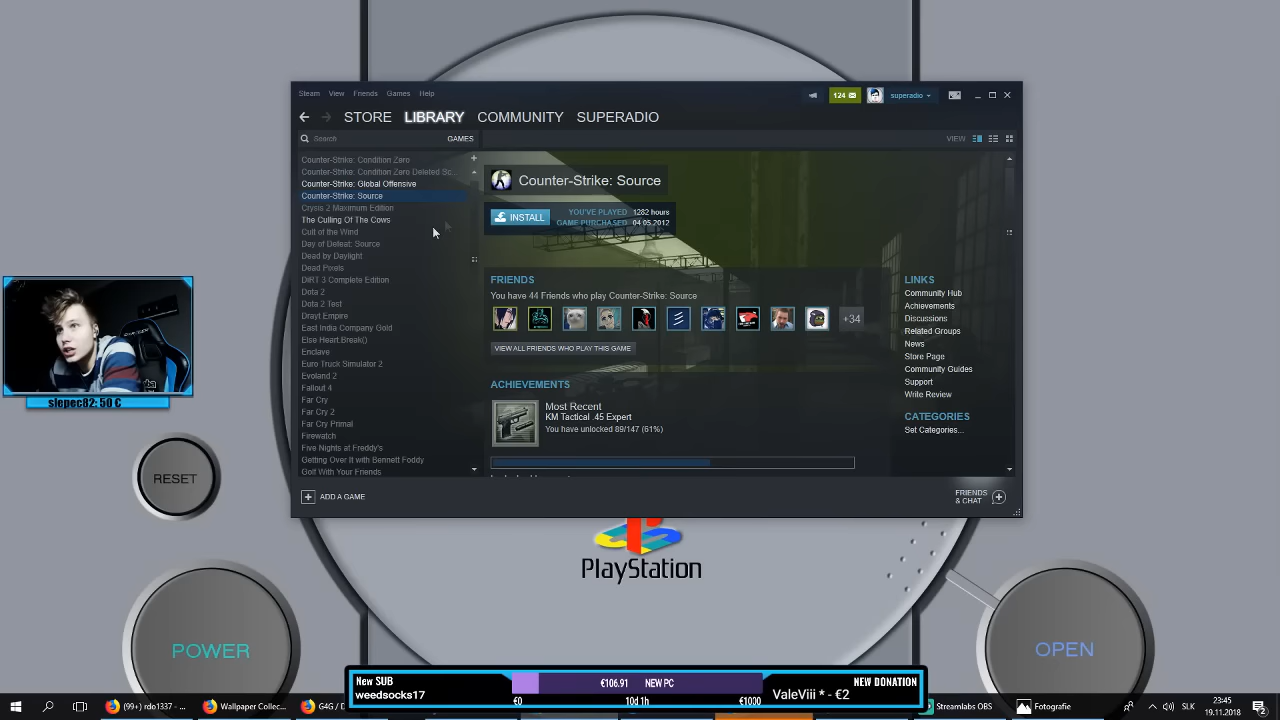 Steam View Friends Games Help
124
superadio
STORE LIBRARY COMMUNITY SUPERADIO
Search
GAMES
VIEW
Counter-Strike: Condition Zero
Counter-Strike: Condition Zero Deleted Sc...
Counter-Strike: Global Offensive
Counter-Strike: Source
Crysis 2 Maximum Edition
The Culling Of The Cows
Cult of the Wind
Day of Defeat: Source
Dead by Daylight
Dead Pixels
DiRT 3 Complete Edition
Dota 2
Dota 2 Test
Drayt Empire
East India Company Gold
Else Heart.Break()
Enclave
Euro Truck Simulator 2
Evoland 2
Fallout 4
Far Cry
Far Cry 2
Far Cry Primal
Firewatch
Five Nights at Freddy's
Getting Over It with Bennett Foddy
Golf With Your Friends
ADD A GAME
Counter-Strike: Source
INSTALL
YOU'VE PLAYED 1282 hours
GAME PURCHASED 04.05.2012
FRIENDS
You have 44 Friends who play Counter-Strike: Source
+34
VIEW ALL FRIENDS WHO PLAY THIS GAME
ACHIEVEMENTS
Most Recent
KM Tactical .45 Expert
You have unlocked 89/147 (61%)
LINKS
Community Hub
Achievements
Discussions
Related Groups
News
Store Page
Community Guides
Support
Write Review
CATEGORIES
Set Categories...
FRIENDS
& CHAT
slepec82: 50 €
RESET
POWER
OPEN
PlayStation
New SUB
weedsocks17
€106.91 NEW PC
€0 10d 1h €1000
NEW DONATION
ValeViii * - €2
(•) rdo1337 - ...
Wallpaper Collec...
G4G / D...
Streamlabs OBS
Fotografie
SLK
23:45
19.11.2018
2